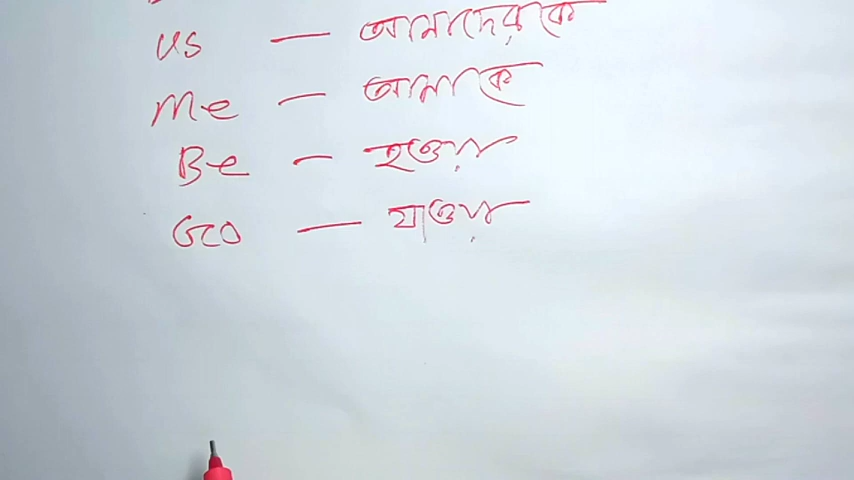 us — আমাদেরকে
Me — আমাকে
Be — হওয়া
Go — যাওয়া